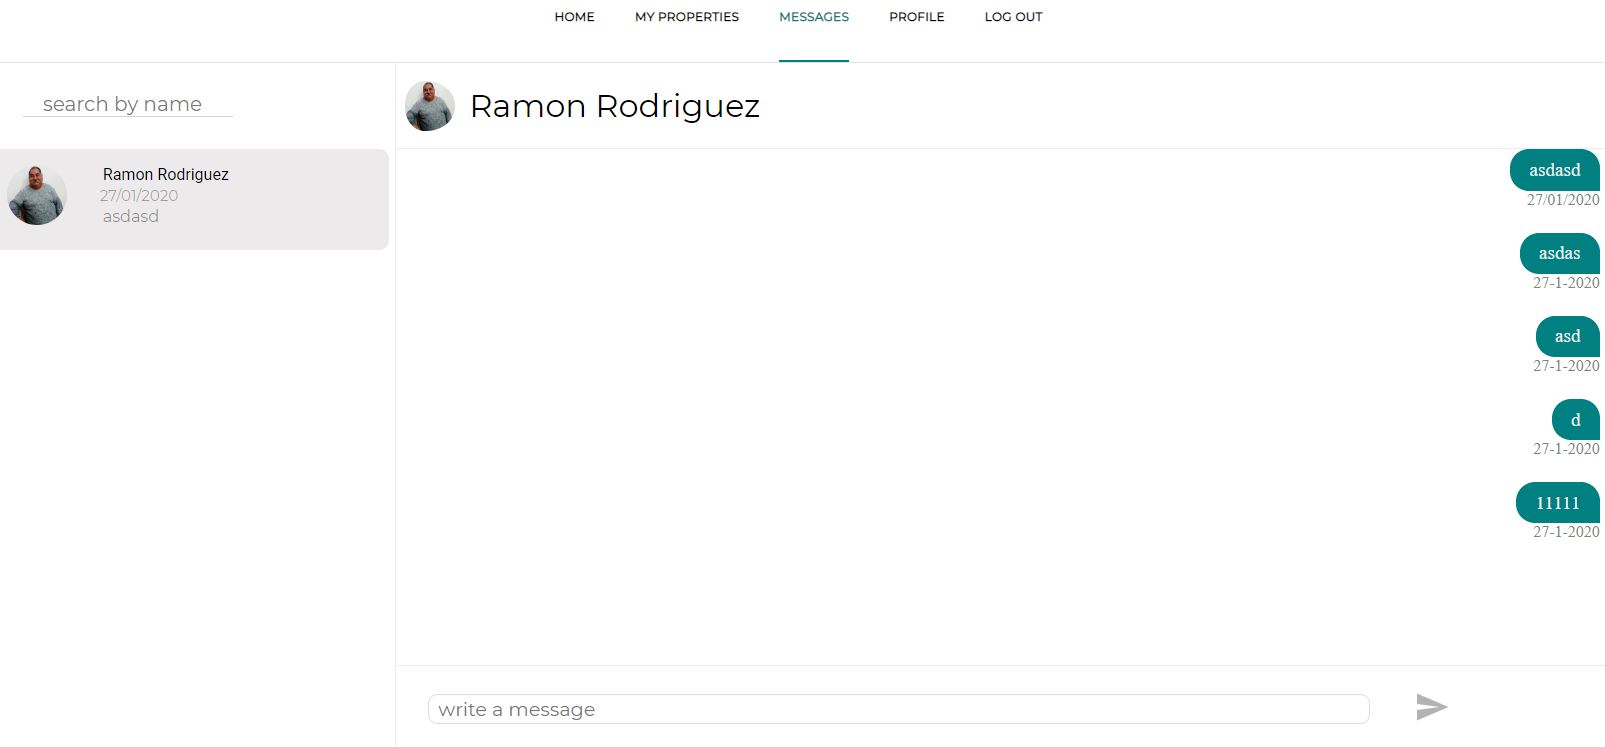 HOME MY PROPERTIES MESSAGES PROFILE LOG OUT
search by name
Ramon Rodriguez
27/01/2020
asdasd
Ramon Rodriguez
asdasd
27/01/2020
asdas
27-1-2020
asd
27-1-2020
d
27-1-2020
11111
27-1-2020
write a message